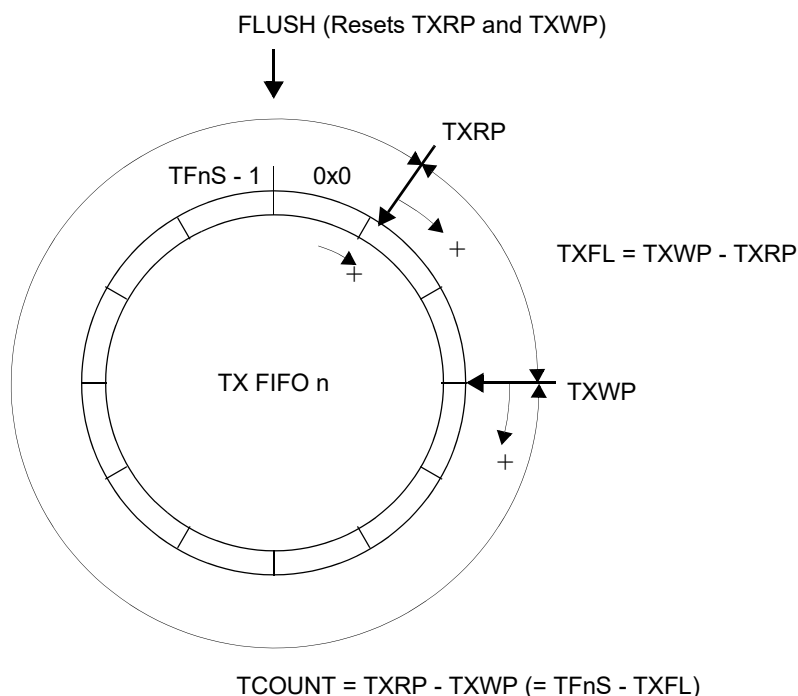 FLUSH (Resets TXRP and TXWP)
TXRP
TFnS - 1
0x0
+
+
TXFL = TXWP - TXRP
TX FIFO n
TXWP
+
TCOUNT = TXRP - TXWP (= TFnS - TXFL)